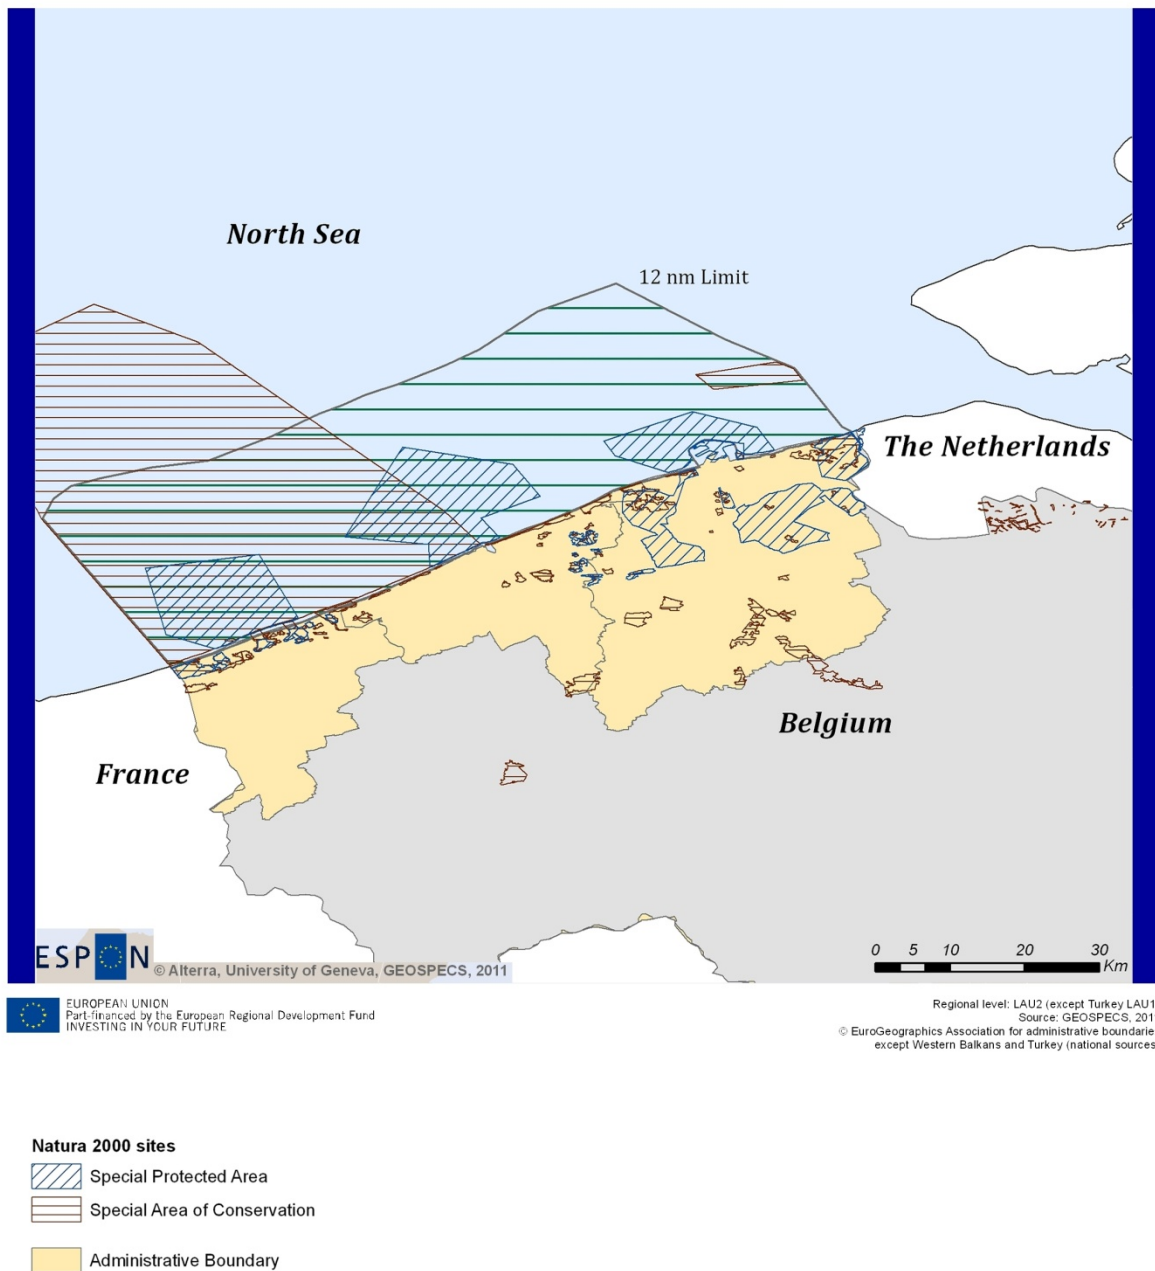 North Sea
12 nm Limit
The Netherlands
Belgium
France
ESPON
© Alterra, University of Geneva, GEOSPECS, 2011
0 5 10 20 30
Km
EUROPEAN UNION
Part-financed by the European Regional Development Fund
INVESTING IN YOUR FUTURE
Regional level: LAU2 (except Turkey LAU1
Source: GEOSPECS, 201
© EuroGeographics Association for administrative boundarie
except Western Balkans and Turkey (national sources
Natura 2000 sites
Special Protected Area
Special Area of Conservation
Administrative Boundary